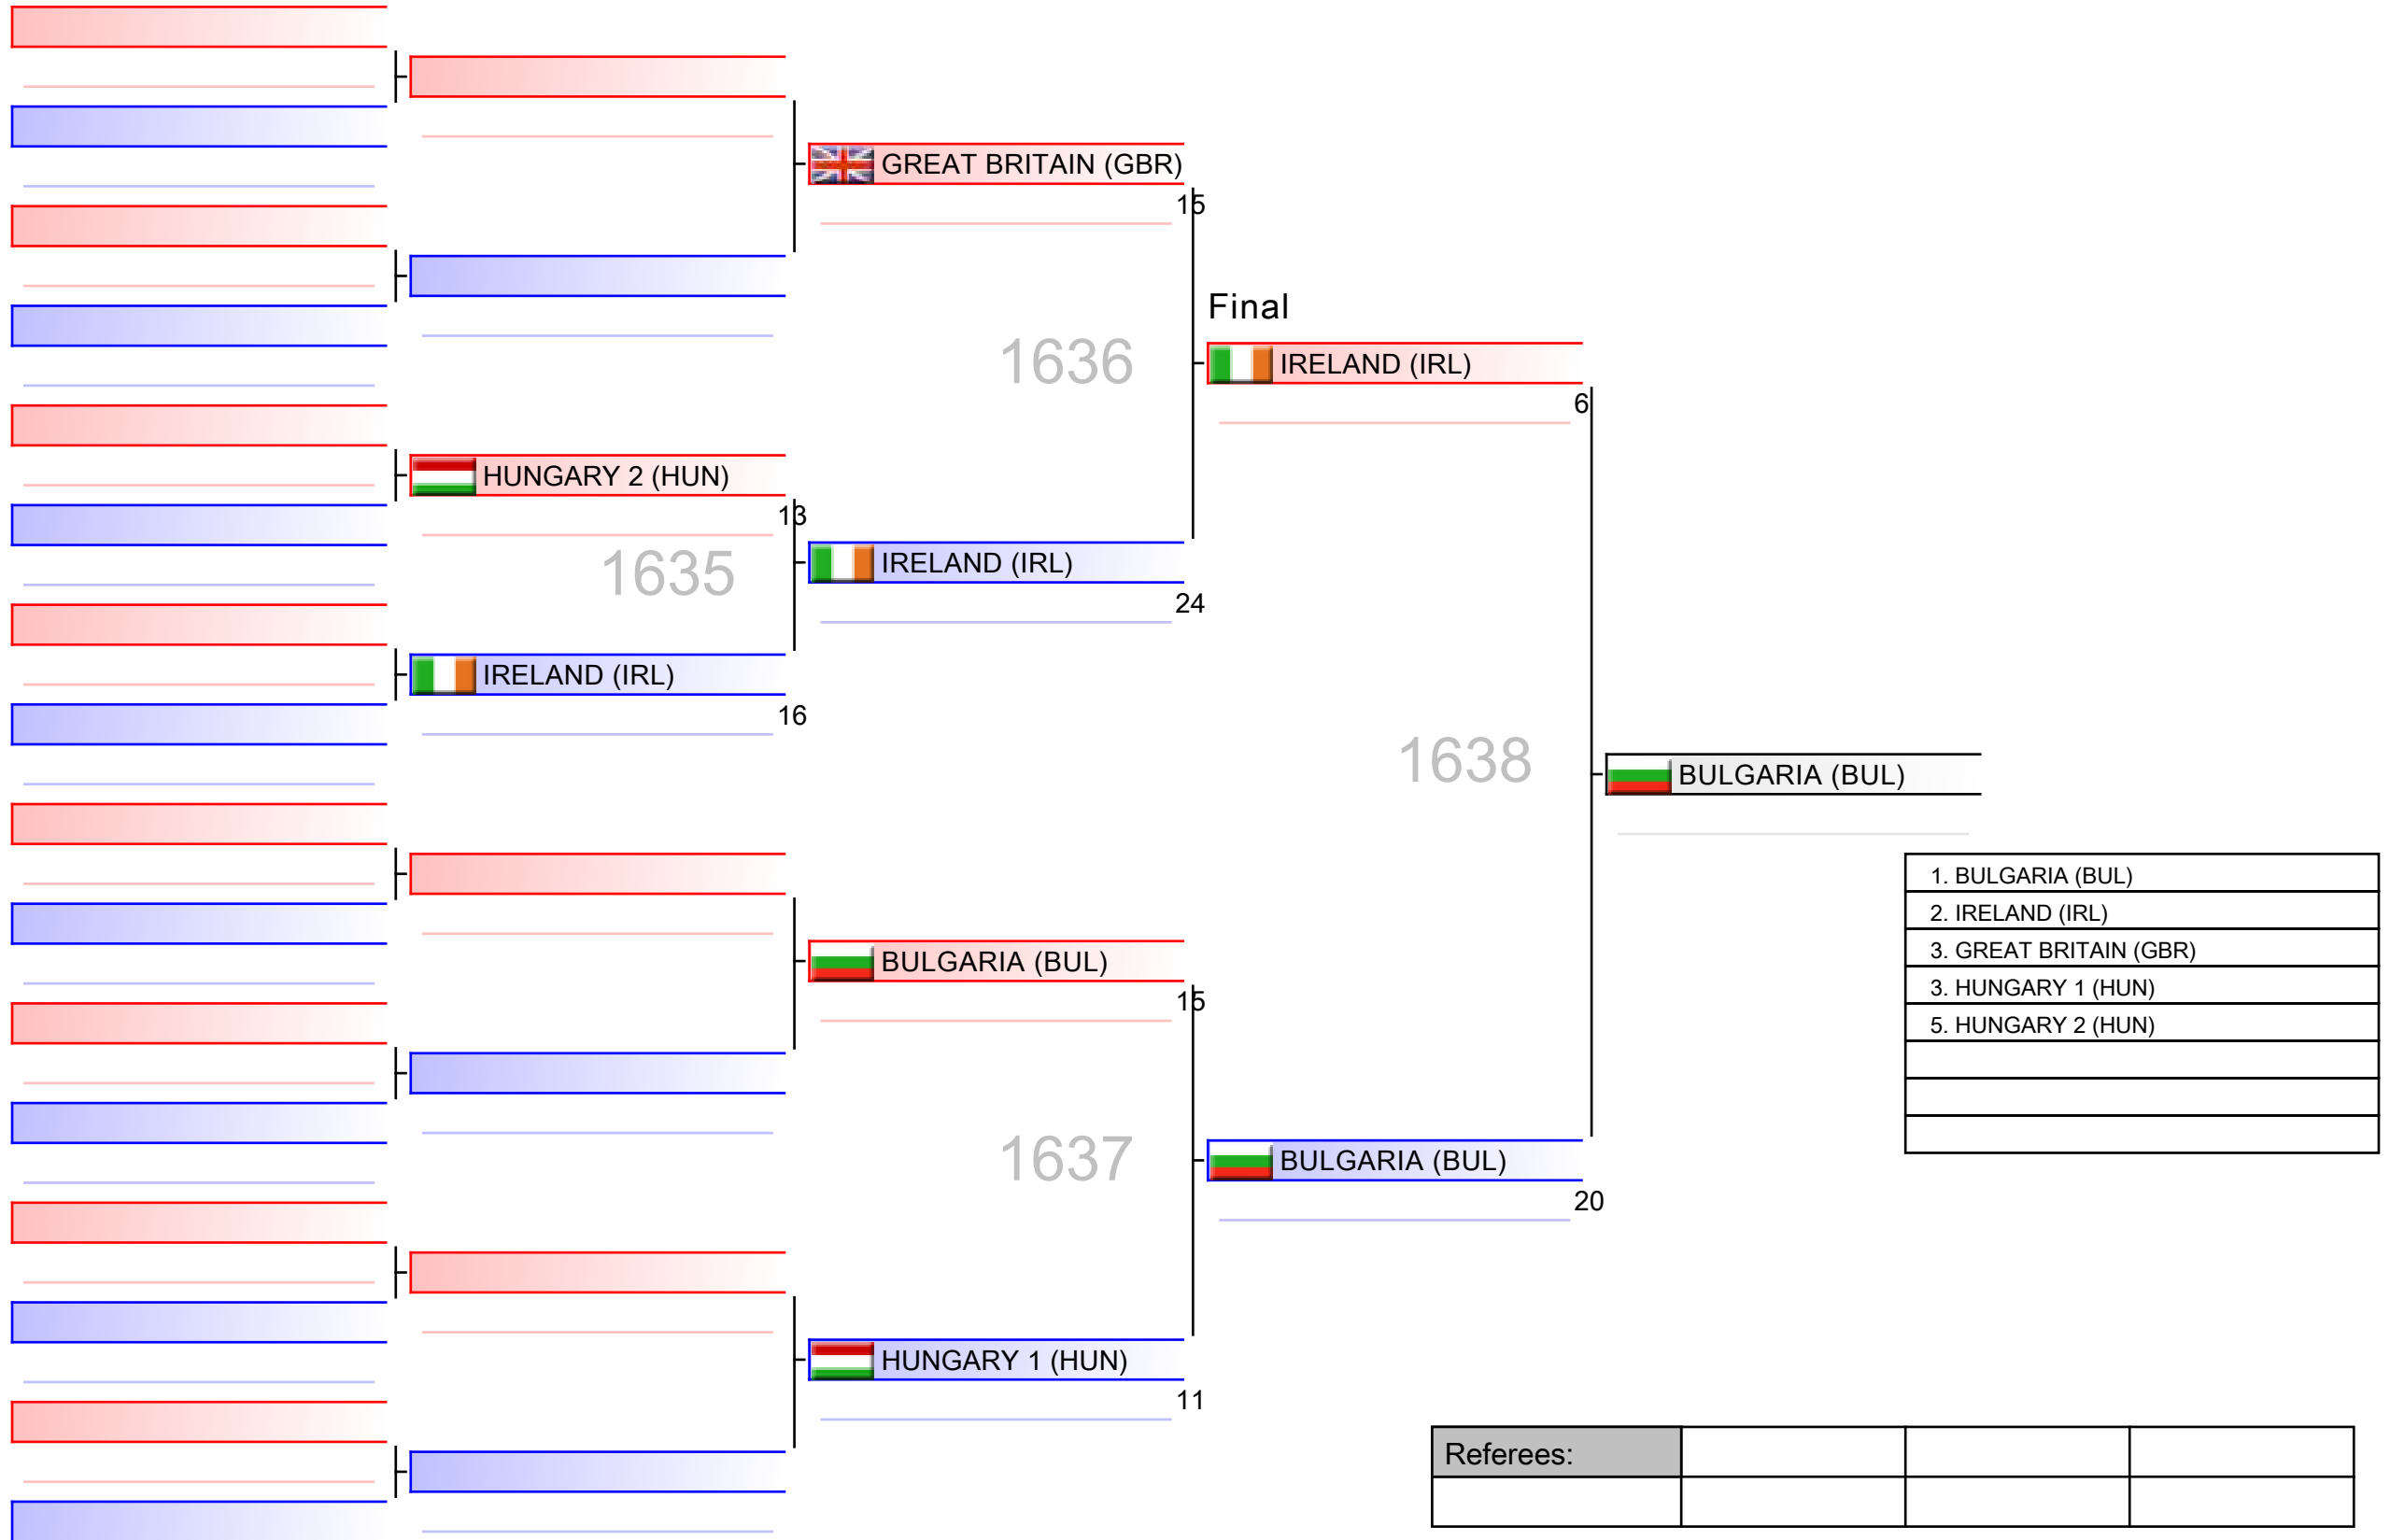 GREAT BRITAIN (GBR)
15
Final
1636
IRELAND (IRL)
6
HUNGARY 2 (HUN)
13
1635
IRELAND (IRL)
24
IRELAND (IRL)
16
1638
BULGARIA (BUL)
1. BULGARIA (BUL)
2. IRELAND (IRL)
3. GREAT BRITAIN (GBR)
3. HUNGARY 1 (HUN)
5. HUNGARY 2 (HUN)
BULGARIA (BUL)
15
1637
BULGARIA (BUL)
20
HUNGARY 1 (HUN)
11
Referees: